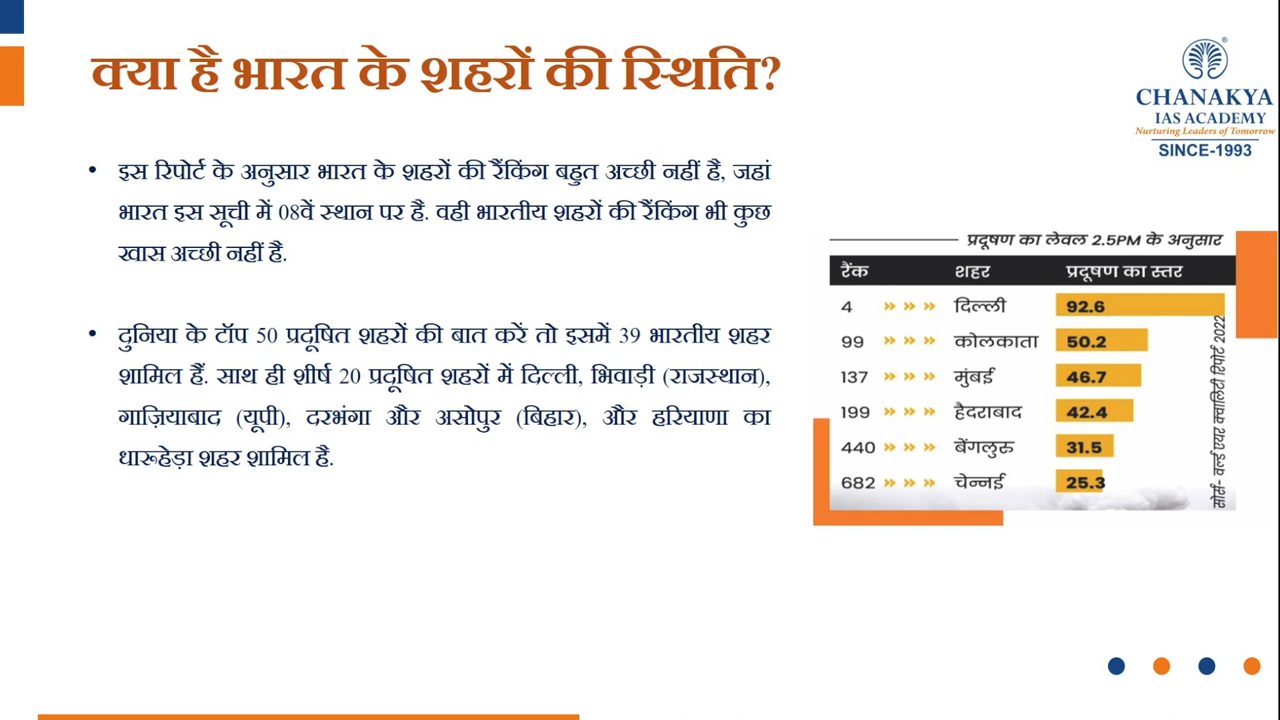 क्या है भारत के शहरों की स्थिति?
CHANAKYA
IAS ACADEMY
Nurturing Leaders of Tomorrow
SINCE-1993
• इस रिपोर्ट के अनुसार भारत के शहरों की रैंकिंग बहुत अच्छी नहीं है, जहां
भारत इस सूची में 08वें स्थान पर है. वही भारतीय शहरों की रैंकिंग भी कुछ
खास अच्छी नहीं है.
• दुनिया के टॉप 50 प्रदूषित शहरों की बात करें तो इसमें 39 भारतीय शहर
शामिल हैं. साथ ही शीर्ष 20 प्रदूषित शहरों में दिल्ली, भिवाड़ी (राजस्थान),
गाज़ियाबाद (यूपी), दरभंगा और असोपुर (बिहार), और हरियाणा का
धारूहेड़ा शहर शामिल है.
प्रदूषण का लेवल 2.5PM के अनुसार
रैंक शहर प्रदूषण का स्तर
4 » » » दिल्ली 92.6
99 » » » कोलकाता 50.2
137 » » » मुंबई 46.7
199 » » » हैदराबाद 42.4
440 » » » बेंगलुरु 31.5
682 » » » चेन्नई 25.3
सोर्स- वर्ल्ड एयर क्वालिटी रिपोर्ट 2022